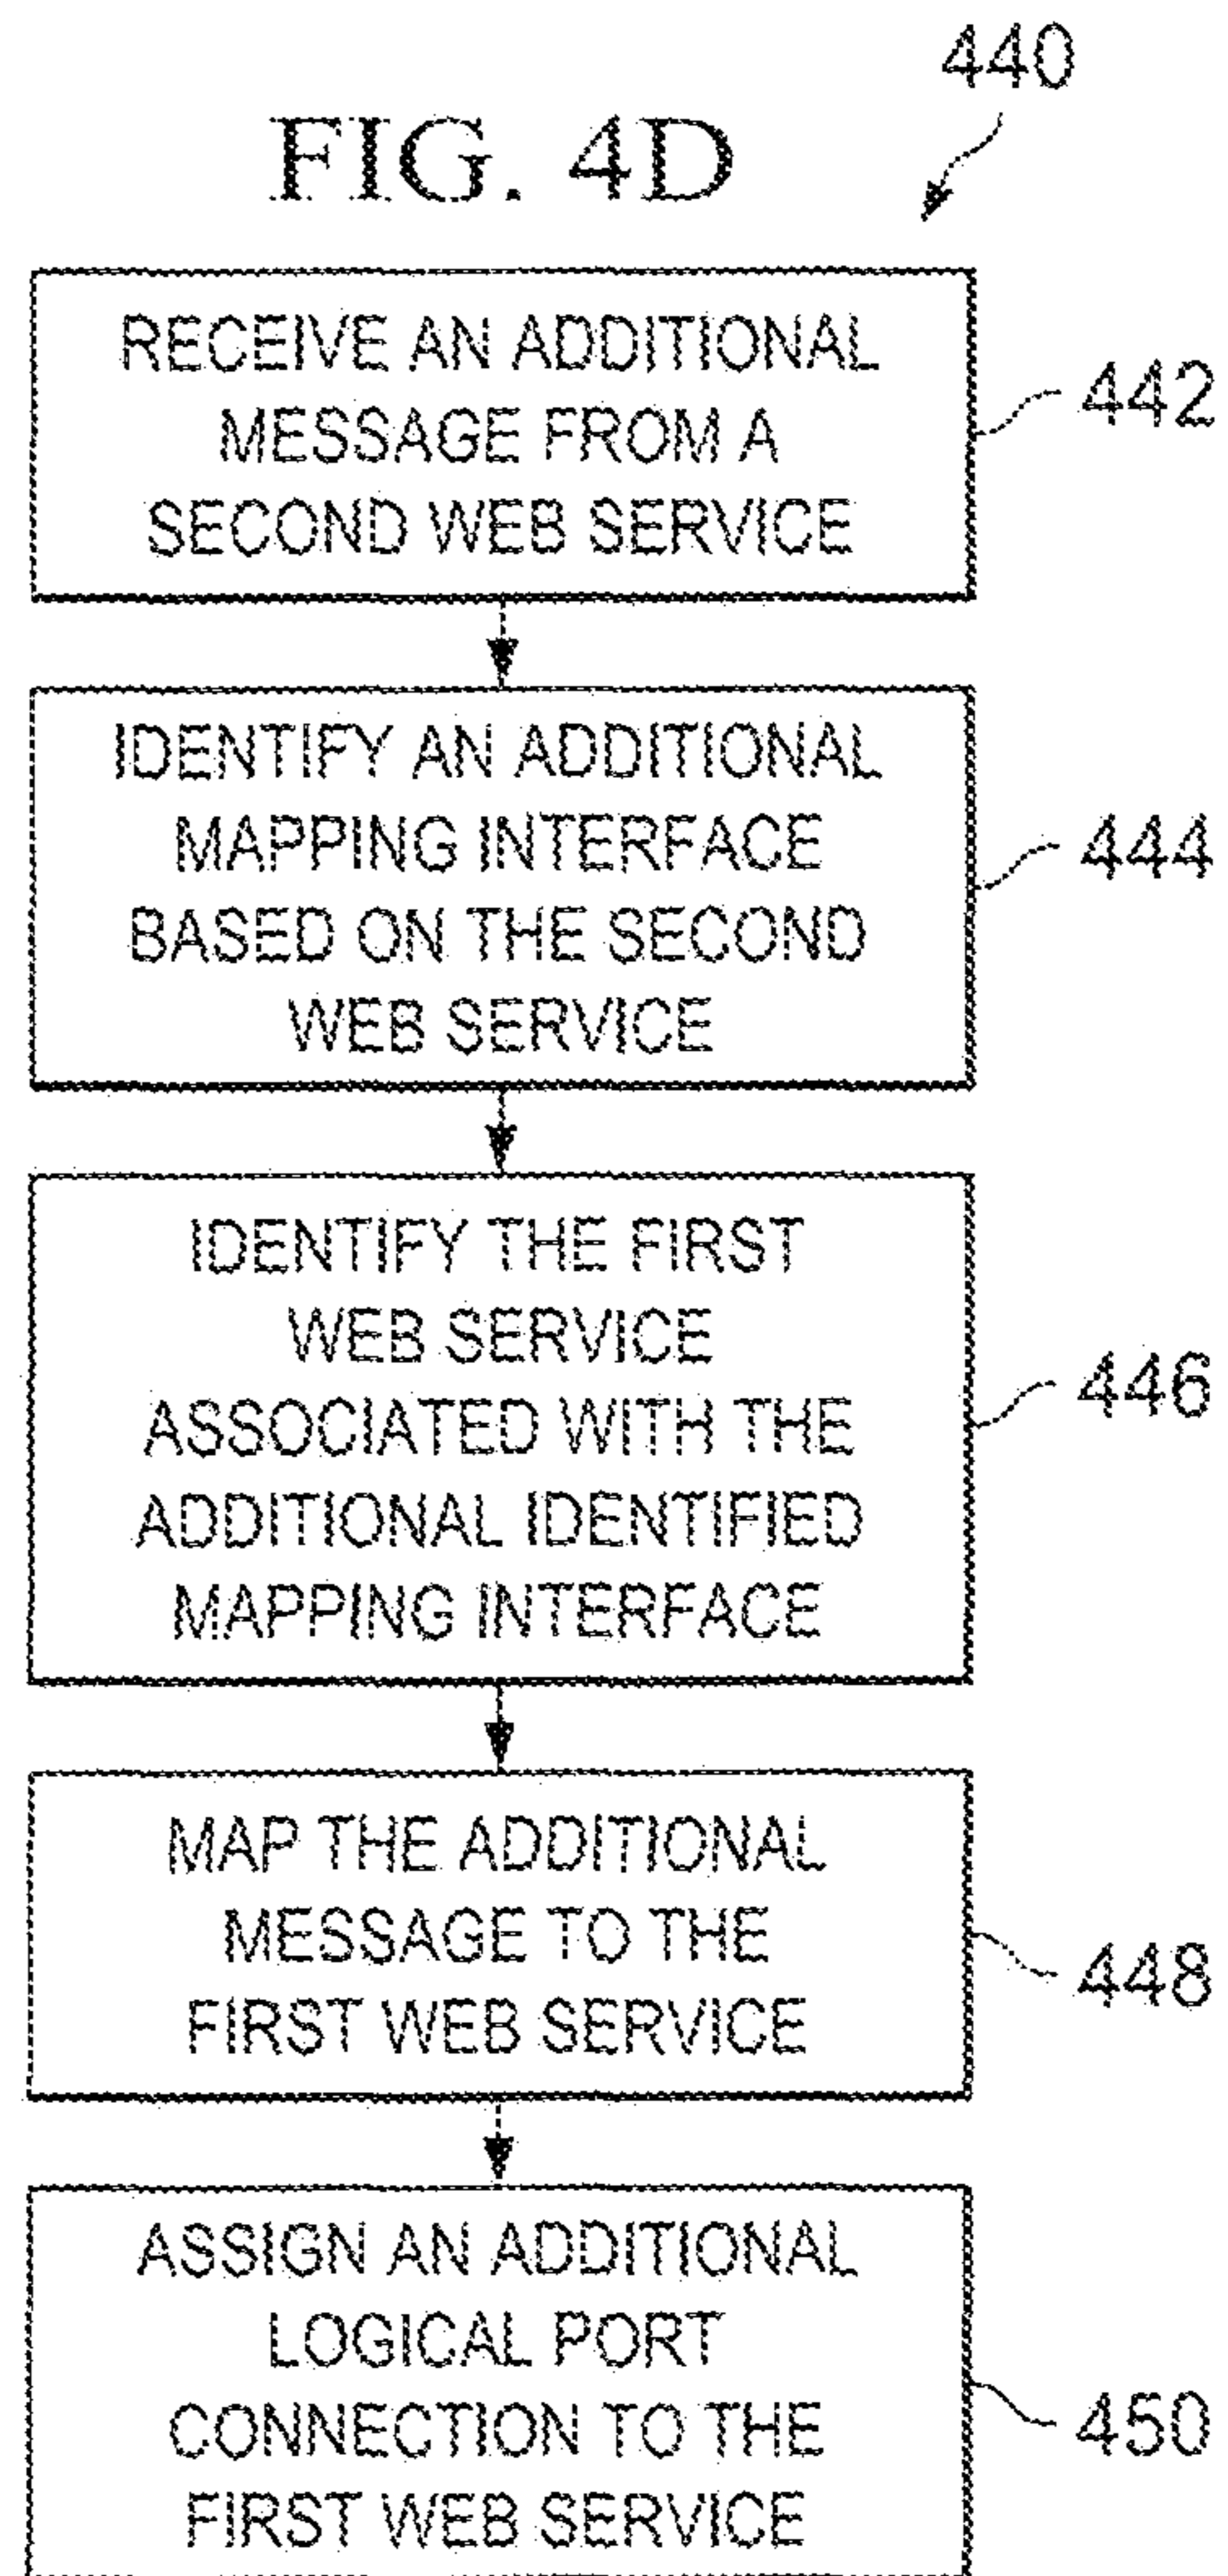 440
FIG. 4D
RECEIVE AN ADDITIONAL
MESSAGE FROM A
SECOND WEB SERVICE
442
IDENTIFY AN ADDITIONAL
MAPPING INTERFACE
BASED ON THE SECOND
WEB SERVICE
444
IDENTIFY THE FIRST
WEB SERVICE
ASSOCIATED WITH THE
ADDITIONAL IDENTIFIED
MAPPING INTERFACE
446
MAP THE ADDITIONAL
MESSAGE TO THE
FIRST WEB SERVICE
448
ASSIGN AN ADDITIONAL
LOGICAL PORT
CONNECTION TO THE
FIRST WEB SERVICE
450